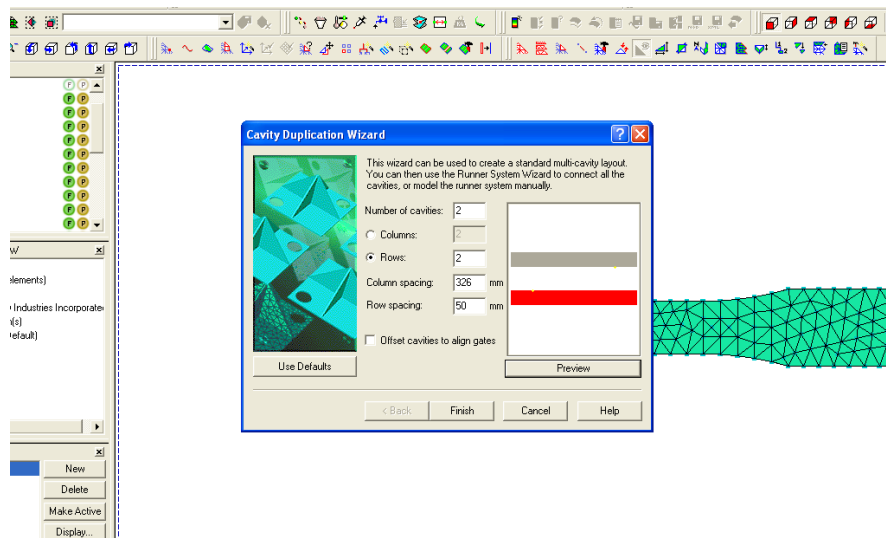 F P
F P
F P
F P
F P
F P
F P
F P
F P
F P
F P
Cavity Duplication Wizard
This wizard can be used to create a standard multi-cavity layout.
You can then use the Runner System Wizard to connect all the
cavities, or model the runner system manually.
Number of cavities: 2
Columns: 2
Rows: 2
Column spacing: 326 mm
Row spacing: 50 mm
Offset cavities to align gates
Use Defaults
Preview
< Back
Finish
Cancel
Help
elements)
Industries Incorporate
n(s)
efault)
New
Delete
Make Active
Display...